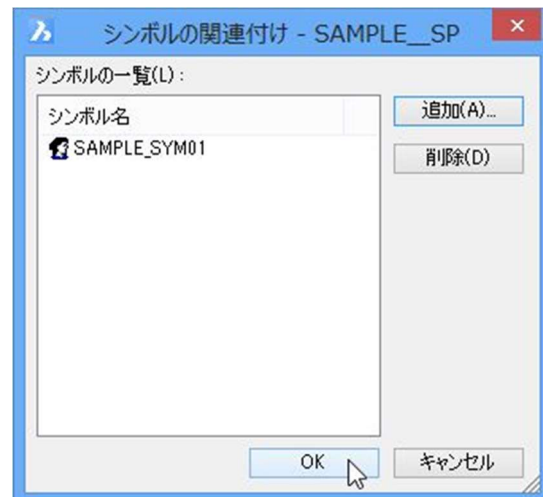 シンボルの関連付け - SAMPLE__SP
シンボルの一覧(L):
シンボル名
SAMPLE_SYM01
追加(A)...
削除(D)
OK
キャンセル